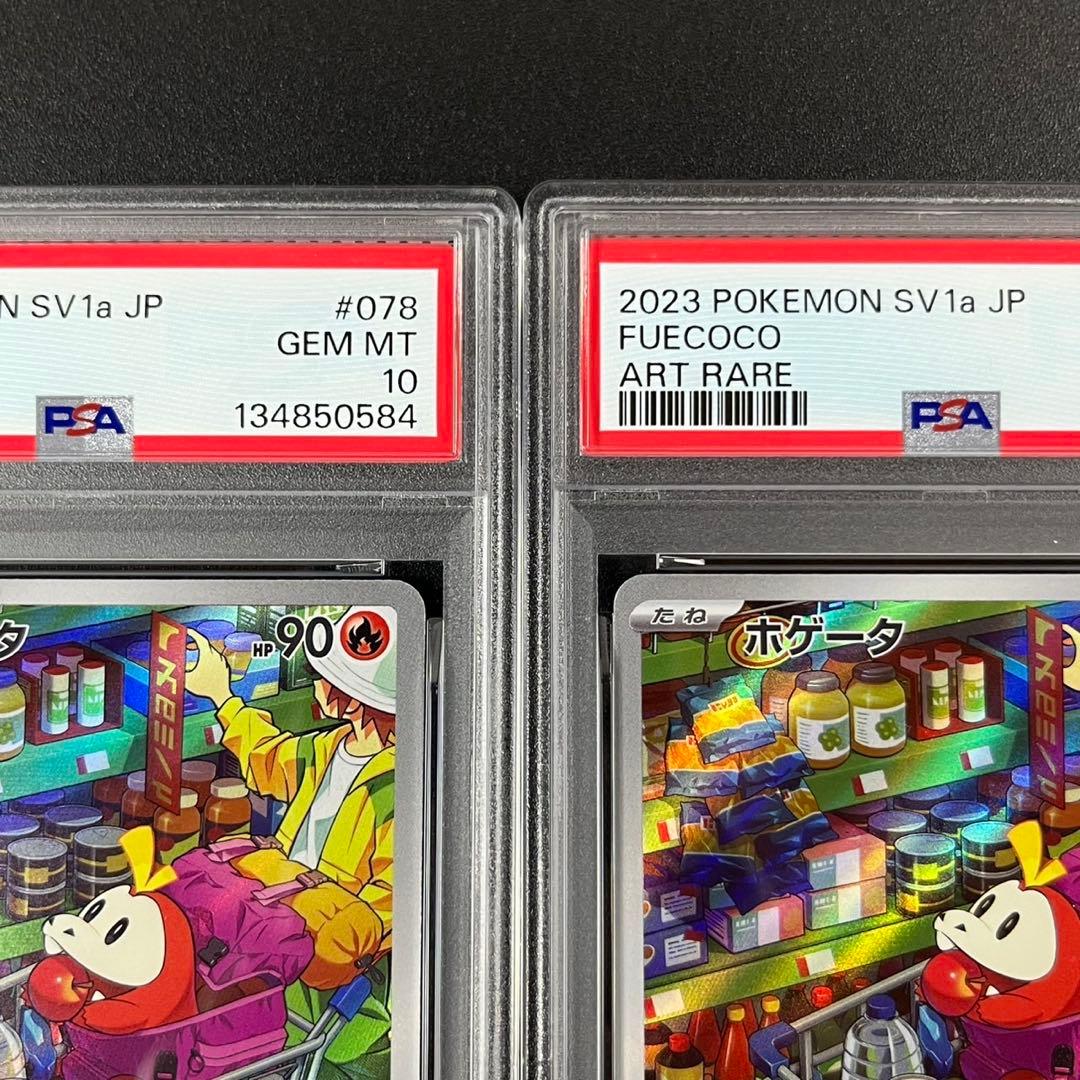 N SV1a JP
#078
GEM MT
10
PSA
134850584
2023 POKEMON SV1a JP
FUECOCO
ART RARE
PSA
タ
HP 90
たね
ホゲータ